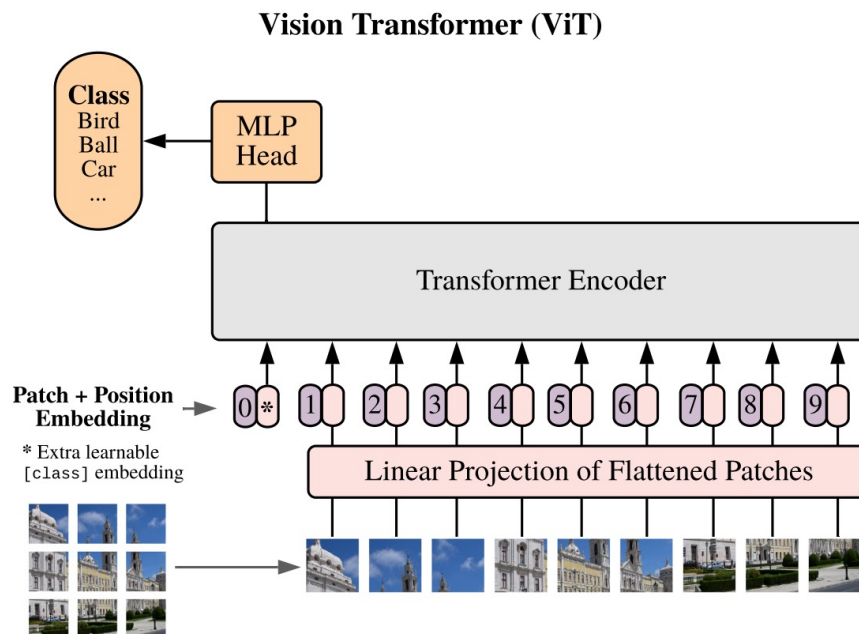 Vision Transformer (ViT)
Class
Bird
Ball
Car
...
MLP
Head
Transformer Encoder
Patch + Position
Embedding
0 * 1 2 3 4 5 6 7 8 9
* Extra learnable
[class] embedding
Linear Projection of Flattened Patches